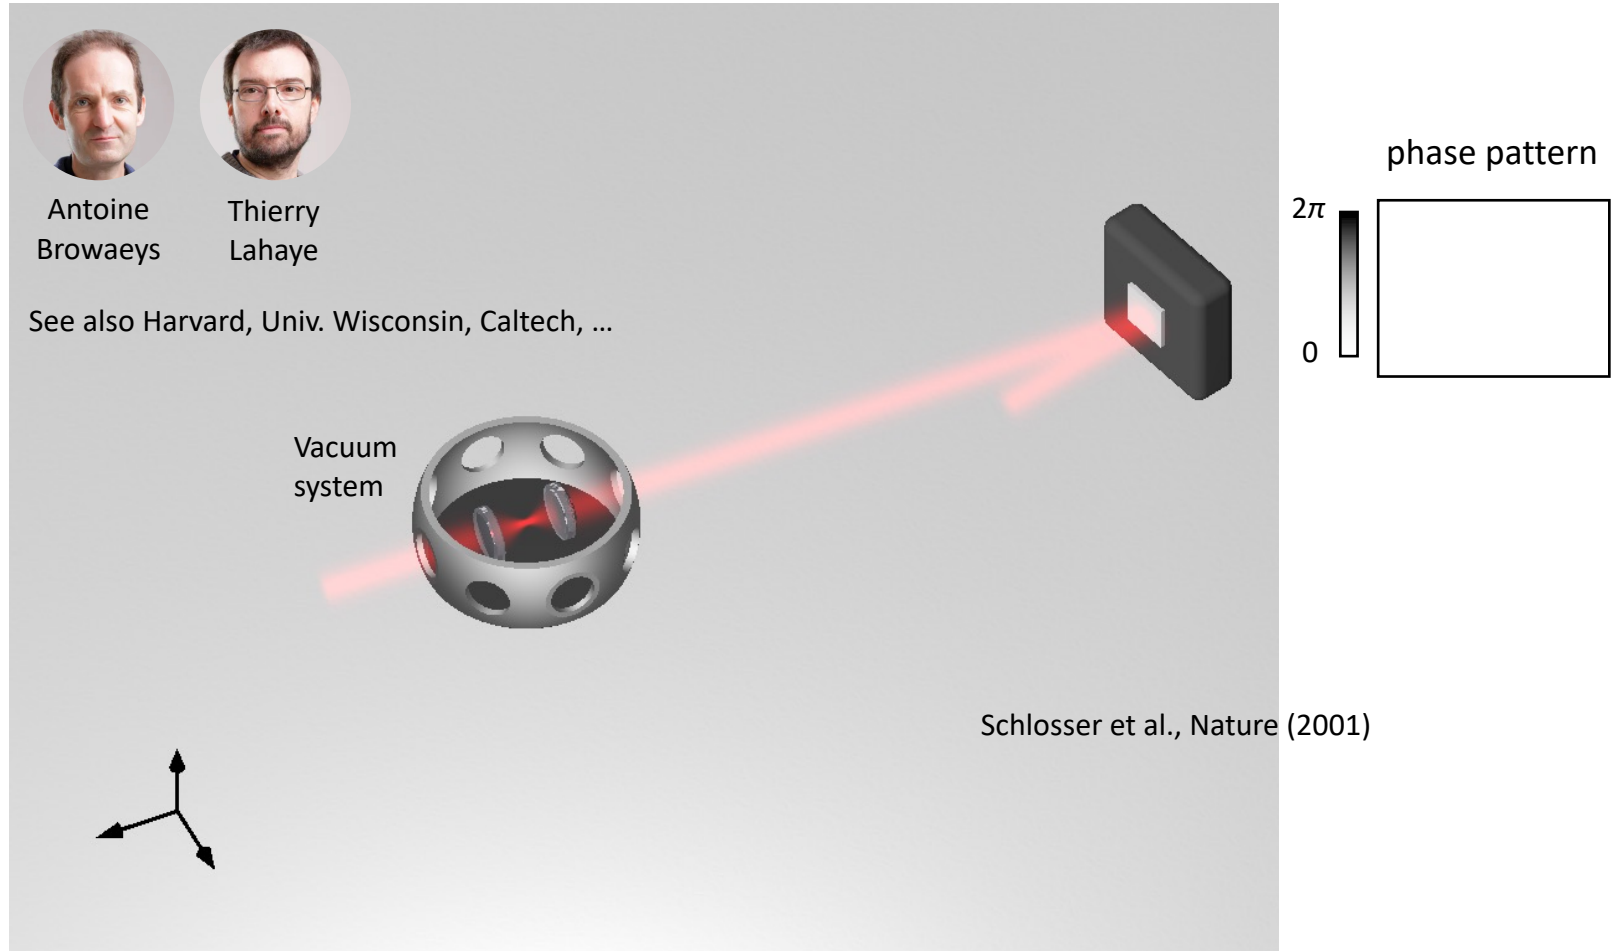 Antoine
Browaeys
Thierry
Lahaye
See also Harvard, Univ. Wisconsin, Caltech, …
phase pattern
2π
0
Vacuum
system
Schlosser et al., Nature (2001)